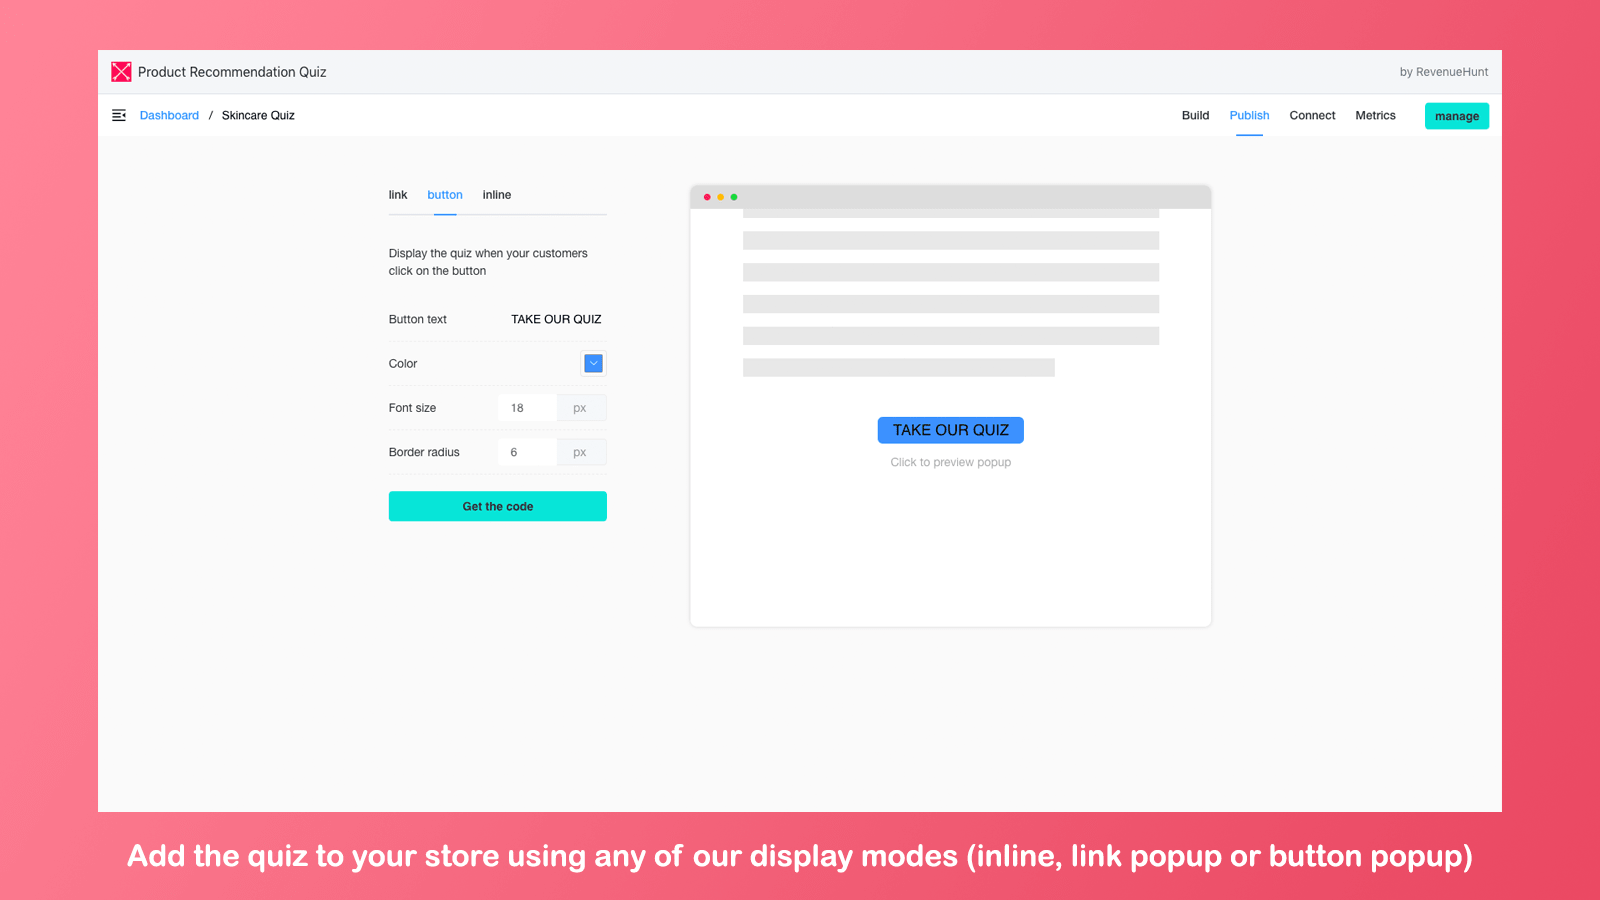 Product Recommendation Quiz
by RevenueHunt
Dashboard / Skincare Quiz
Build Publish Connect Metrics manage
link button inline
Display the quiz when your customers
click on the button
Button text TAKE OUR QUIZ
Color
Font size 18 px
Border radius 6 px
Get the code
TAKE OUR QUIZ
Click to preview popup
Add the quiz to your store using any of our display modes (inline, link popup or button popup)